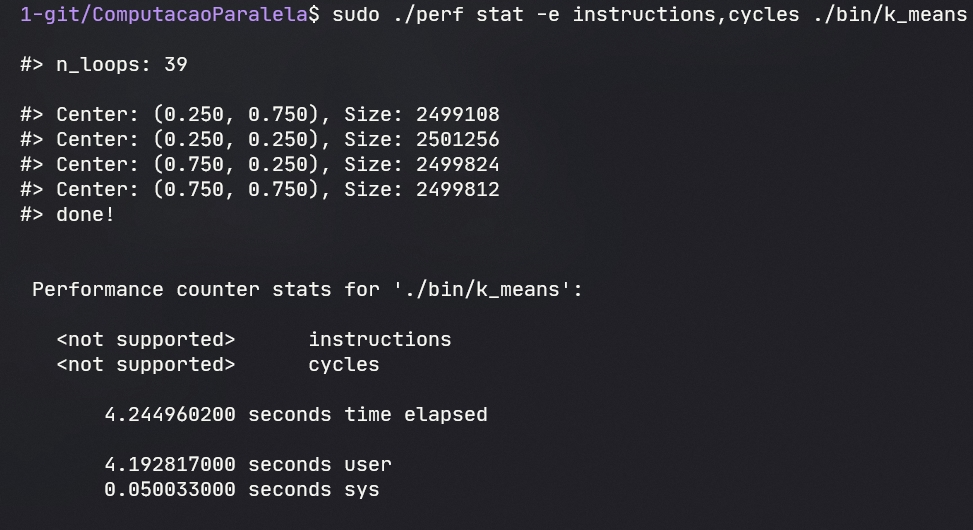 1-git/ComputacaoParalela$ sudo ./perf stat -e instructions,cycles ./bin/k_means
#> n_loops: 39
#> Center: (0.250, 0.750), Size: 2499108
#> Center: (0.250, 0.250), Size: 2501256
#> Center: (0.750, 0.250), Size: 2499824
#> Center: (0.750, 0.750), Size: 2499812
#> done!
Performance counter stats for './bin/k_means':
<not supported> instructions
<not supported> cycles
4.244960200 seconds time elapsed
4.192817000 seconds user
0.050033000 seconds sys